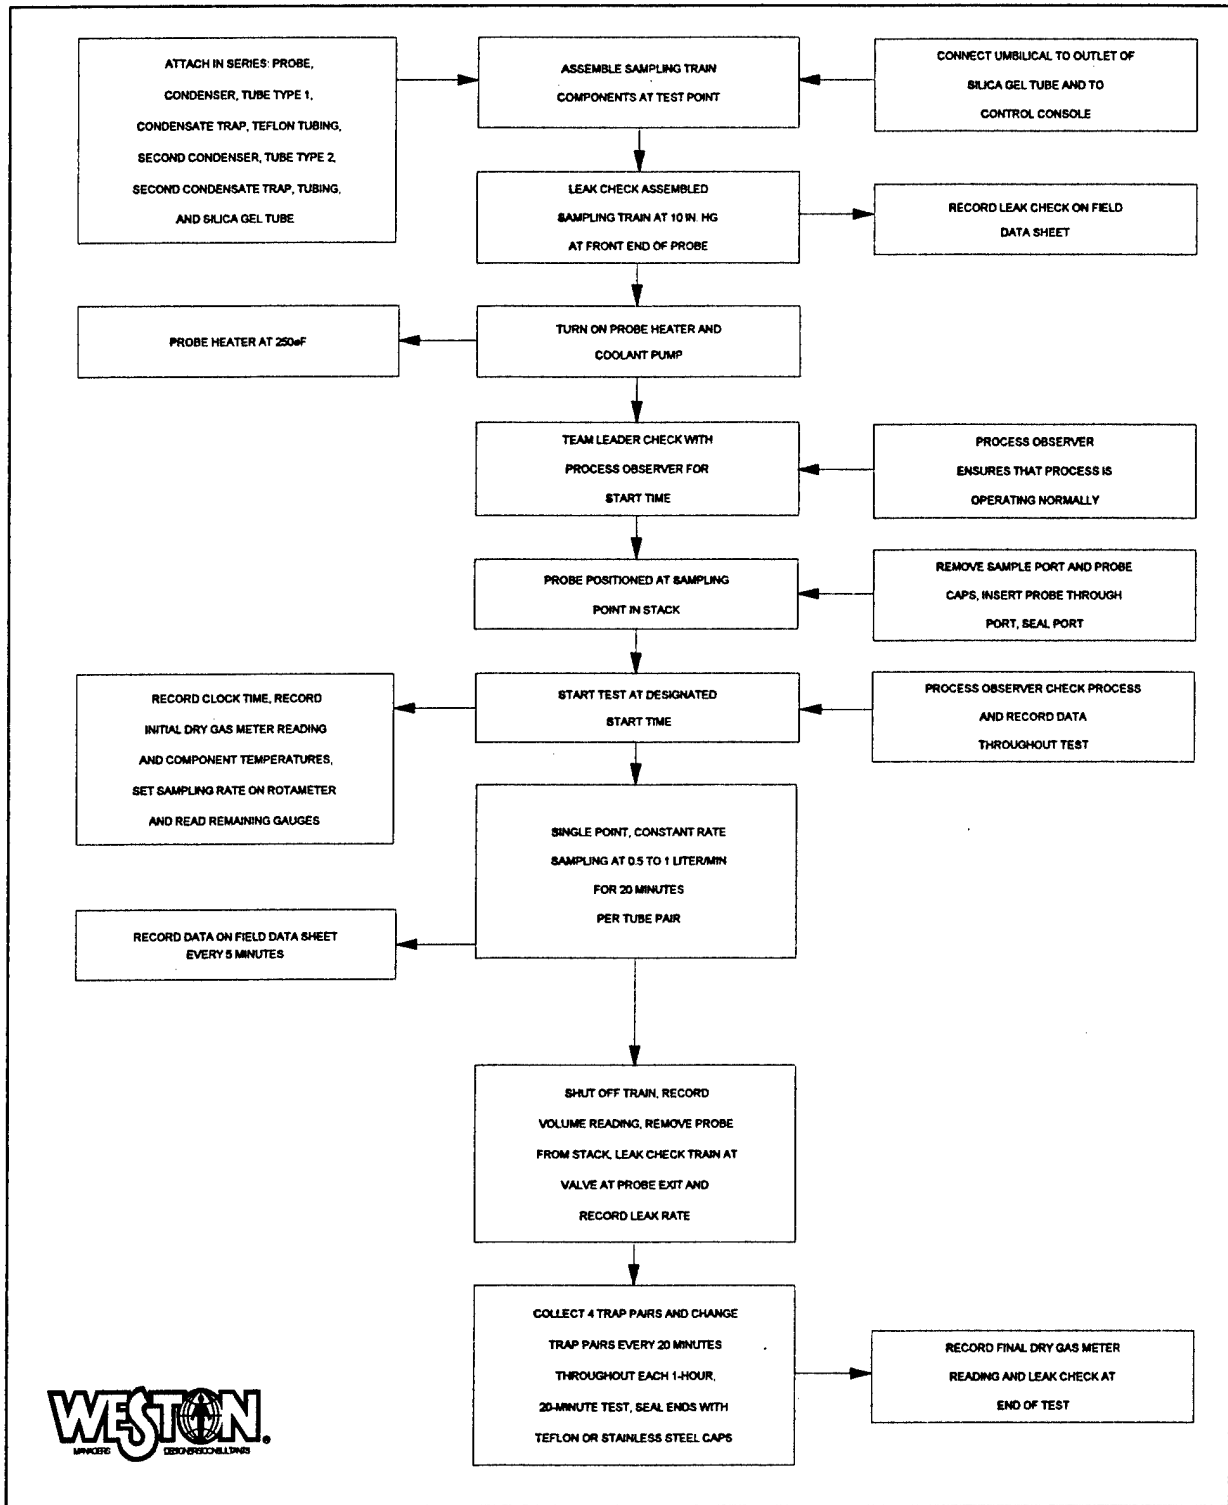 ATTACH IN SERIES: PROBE,
CONDENSER, TUBE TYPE 1,
CONDENSATE TRAP, TEFLON TUBING,
SECOND CONDENSER, TUBE TYPE 2,
SECOND CONDENSATE TRAP, TUBING,
AND SILICA GEL TUBE
ASSEMBLE SAMPLING TRAIN
COMPONENTS AT TEST POINT
CONNECT UMBILICAL TO OUTLET OF
SILICA GEL TUBE AND TO
CONTROL CONSOLE
LEAK CHECK ASSEMBLED
SAMPLING TRAIN AT 10 IN. HG
AT FRONT END OF PROBE
RECORD LEAK CHECK ON FIELD
DATA SHEET
PROBE HEATER AT 250øF
TURN ON PROBE HEATER AND
COOLANT PUMP
TEAM LEADER CHECK WITH
PROCESS OBSERVER FOR
START TIME
PROCESS OBSERVER
ENSURES THAT PROCESS IS
OPERATING NORMALLY
PROBE POSITIONED AT SAMPLING
POINT IN STACK
REMOVE SAMPLE PORT AND PROBE
CAPS, INSERT PROBE THROUGH
PORT, SEAL PORT
RECORD CLOCK TIME, RECORD
INITIAL DRY GAS METER READING
AND COMPONENT TEMPERATURES,
SET SAMPLING RATE ON ROTAMETER
AND READ REMAINING GAUGES
START TEST AT DESIGNATED
START TIME
PROCESS OBSERVER CHECK PROCESS
AND RECORD DATA
THROUGHOUT TEST
SINGLE POINT, CONSTANT RATE
SAMPLING AT 0.5 TO 1 LITER/MIN
FOR 20 MINUTES
PER TUBE PAIR
RECORD DATA ON FIELD DATA SHEET
EVERY 5 MINUTES
SHUT OFF TRAIN, RECORD
VOLUME READING, REMOVE PROBE
FROM STACK, LEAK CHECK TRAIN AT
VALVE AT PROBE EXIT AND
RECORD LEAK RATE
COLLECT 4 TRAP PAIRS AND CHANGE
TRAP PAIRS EVERY 20 MINUTES
THROUGHOUT EACH 1-HOUR,
20-MINUTE TEST, SEAL ENDS WITH
TEFLON OR STAINLESS STEEL CAPS
RECORD FINAL DRY GAS METER
READING AND LEAK CHECK AT
END OF TEST
WESTON®
MANAGERS DESIGNERS/CONSULTANTS